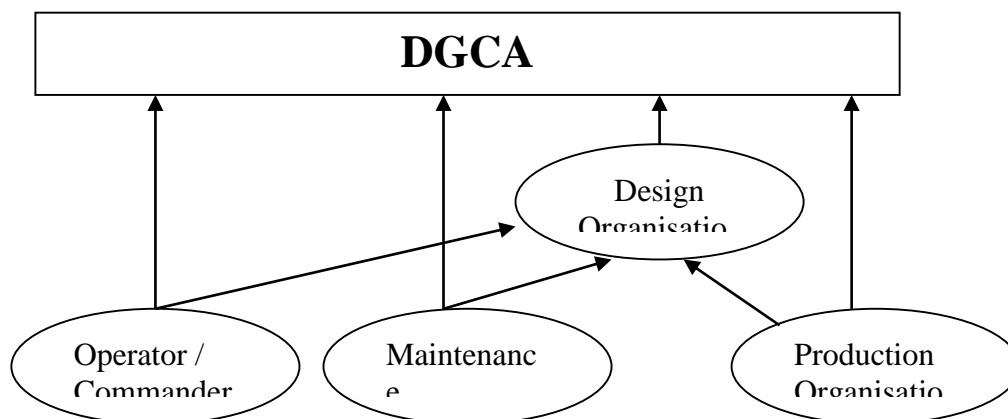 DGCA
Design
Organisatio
Operator /
Commander
Maintenanc
e
Production
Organisatio